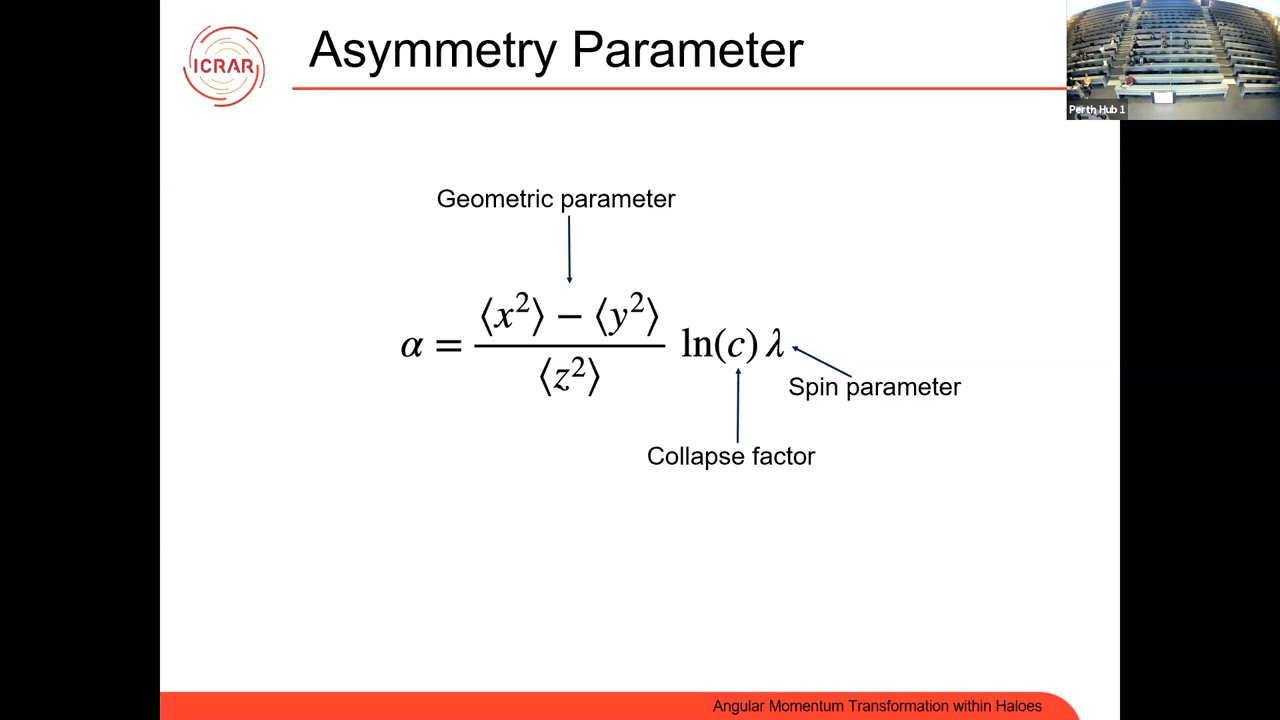 ICRAR
Asymmetry Parameter
Perth Hub 1
Geometric parameter
α = (⟨x²⟩ − ⟨y²⟩) / ⟨z²⟩ ln(c) λ
Spin parameter
Collapse factor
Angular Momentum Transformation within Haloes